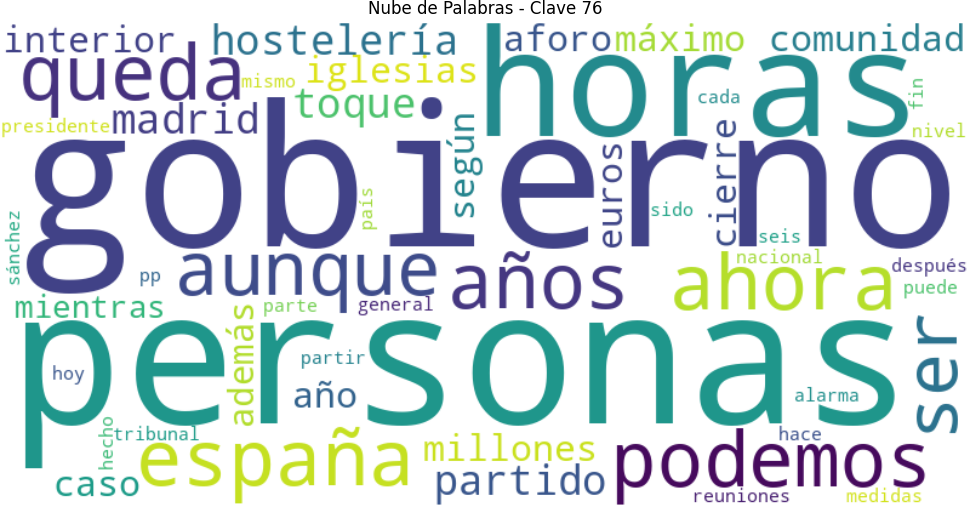 Nube de Palabras - Clave 76
interior
hostelería
aforo
máximo
comunidad
queda
mismo
iglesias
horas
cada
fin
presidente
madrid
toque
según
nivel
gobierno
euros
cierre
país
sido
seis
sánchez
pp
aunque
años
ahora
nacional
después
puede
mientras
parte
general
personas
además
partir
hoy
año
alarma
ser
hecho
tribunal
españa
millones
hace
podemos
caso
partido
reuniones
medidas